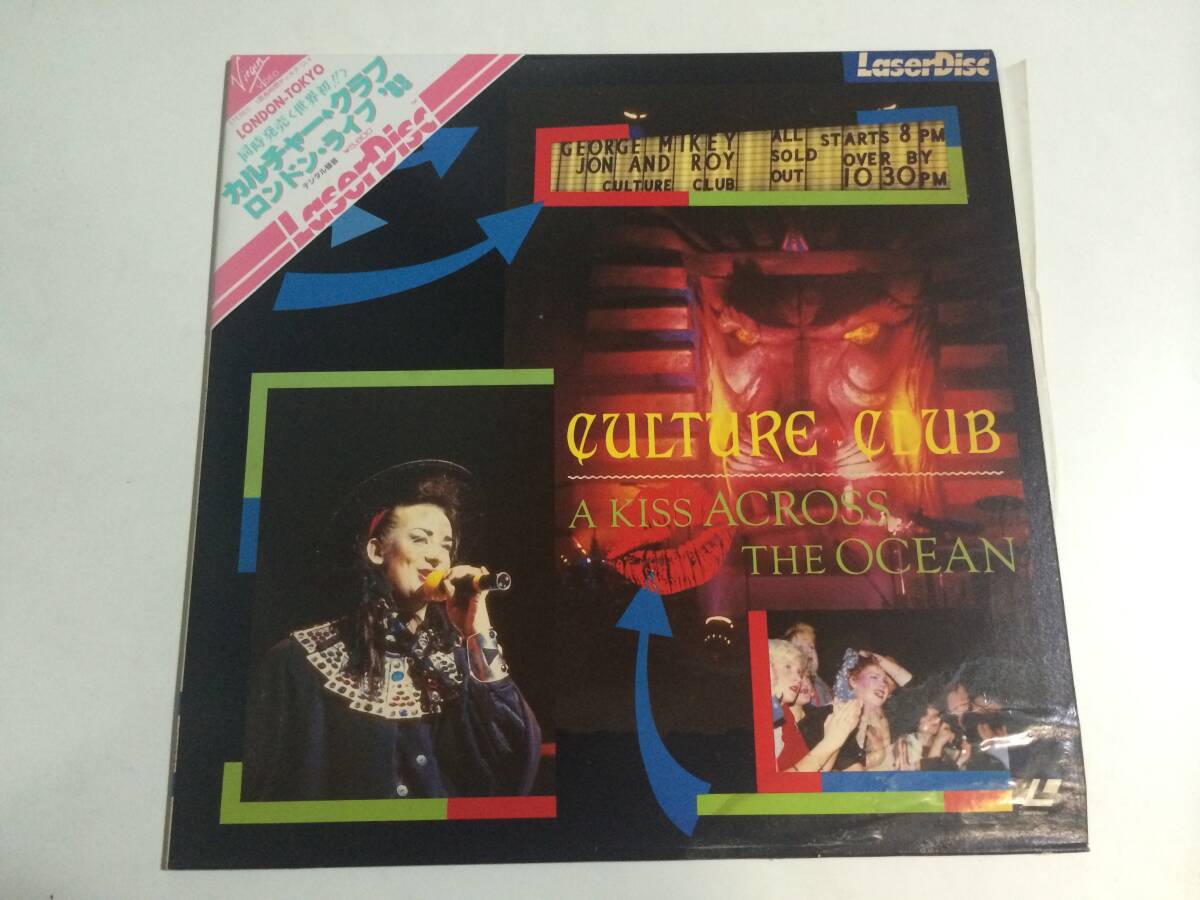 Virgin
VIDEO
LONDON-TOKYO
同時発売〈世界初!!〉
カルチャー・クラブ
ロンドン・ライブ '83
デジタル録音
LaserDisc
LaserDisc
GEORGE MIKEY ALL STARTS 8 PM
JON AND ROY SOLD OVER BY
CULTURE CLUB OUT 10 30 PM
CULTURE CLUB
A KISS ACROSS
THE OCEAN